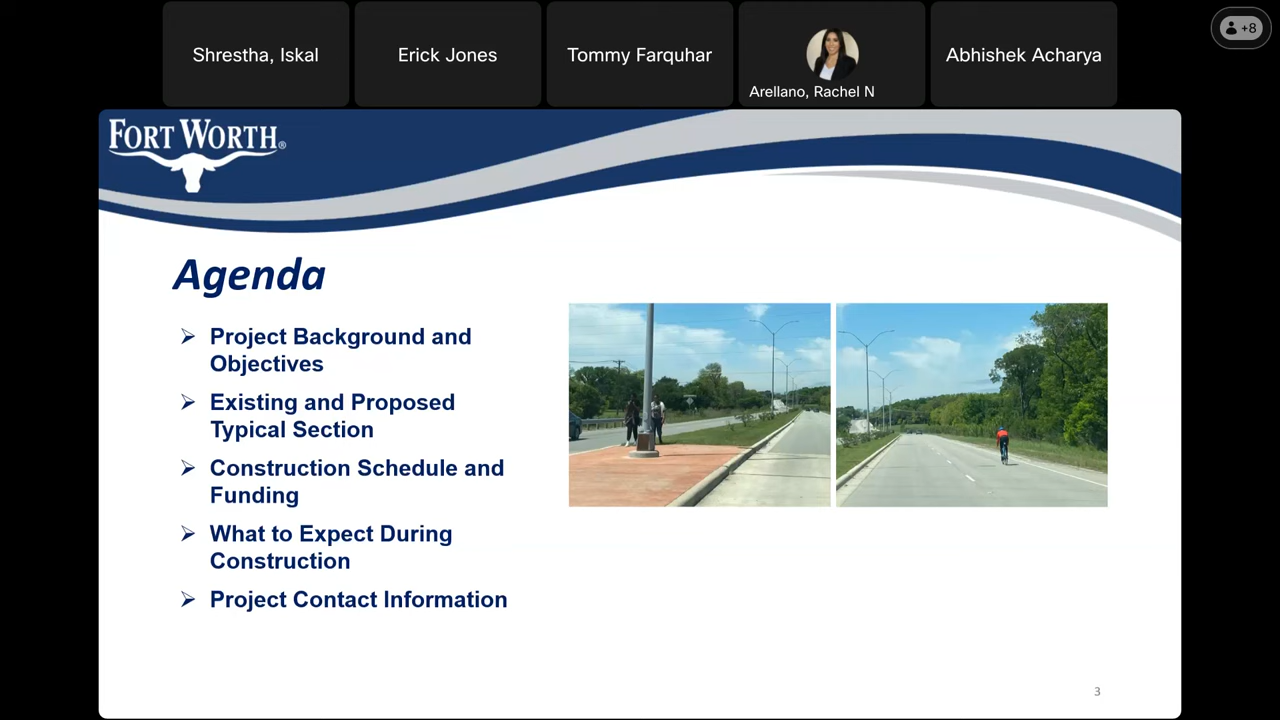 Shrestha, Iskal
Erick Jones
Tommy Farquhar
Arellano, Rachel N
Abhishek Acharya
+8
FORT WORTH®
Agenda
Project Background and
Objectives
Existing and Proposed
Typical Section
Construction Schedule and
Funding
What to Expect During
Construction
Project Contact Information
3